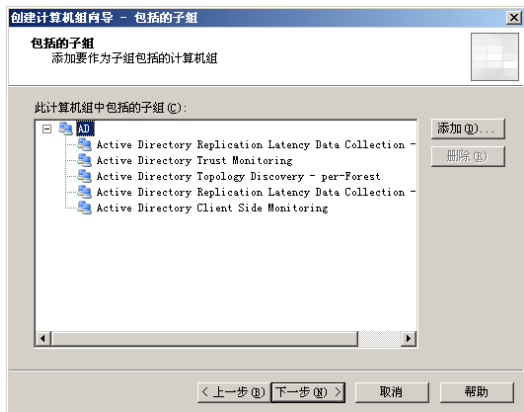 创建计算机组向导 - 包括的子组
包括的子组
添加要作为子组包括的计算机组
此计算机组中包括的子组(C):
AD
Active Directory Replication Latency Data Collection -
Active Directory Trust Monitoring
Active Directory Topology Discovery - per-Forest
Active Directory Replication Latency Data Collection -
Active Directory Client Side Monitoring
添加(D)...
删除(R)
< 上一步(B)
下一步(N) >
取消
帮助